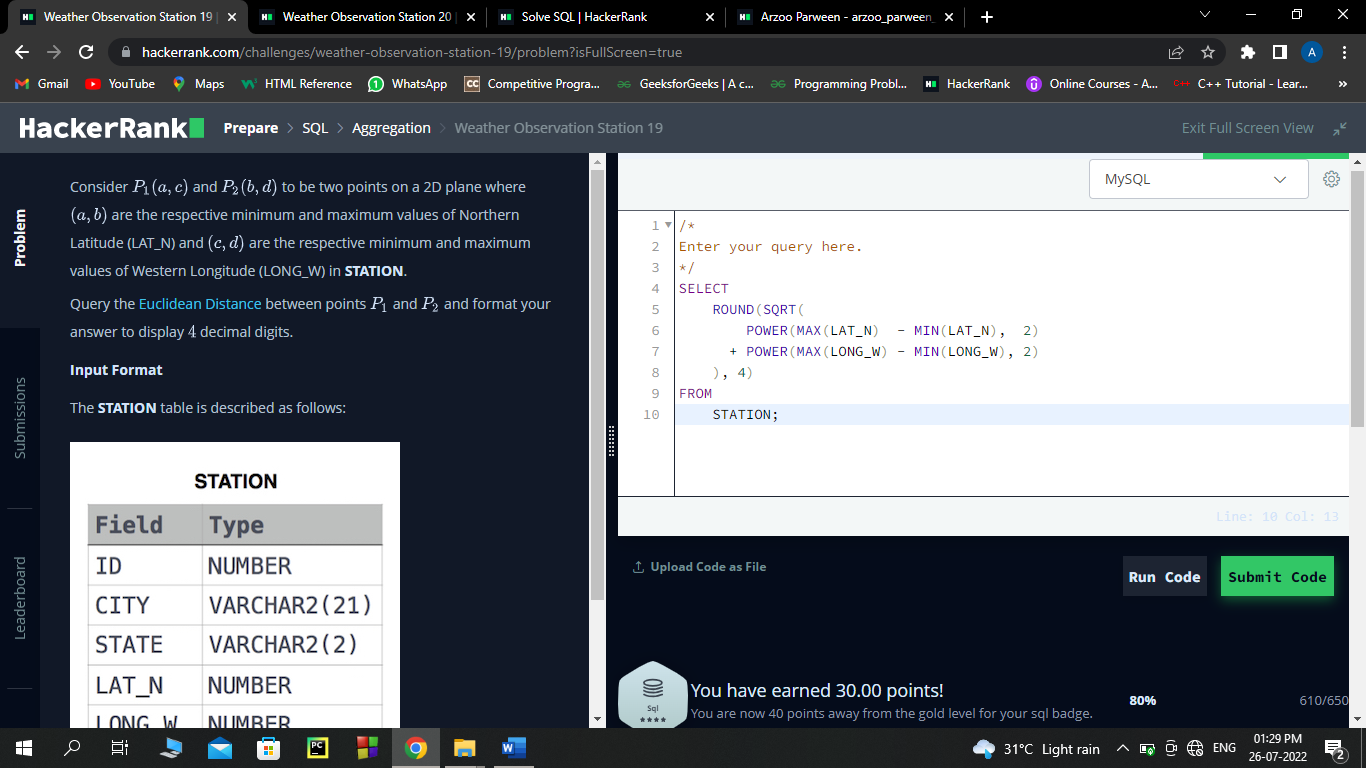 Weather Observation Station 19
Weather Observation Station 20
Solve SQL | HackerRank
Arzoo Parween - arzoo_parween_
hackerrank.com/challenges/weather-observation-station-19/problem?isFullScreen=true
A
Gmail YouTube Maps HTML Reference WhatsApp CC Competitive Progra... GeeksforGeeks | A c... Programming Probl... HackerRank Online Courses - A... C++ Tutorial - Lear... »
HackerRank Prepare > SQL > Aggregation > Weather Observation Station 19 Exit Full Screen View
Problem
Submissions
Leaderboard
Consider P₁(a, c) and P₂(b, d) to be two points on a 2D plane where
(a, b) are the respective minimum and maximum values of Northern
Latitude (LAT_N) and (c, d) are the respective minimum and maximum
values of Western Longitude (LONG_W) in STATION.
Query the Euclidean Distance between points P₁ and P₂ and format your
answer to display 4 decimal digits.
Input Format
The STATION table is described as follows:
STATION
Field Type
ID NUMBER
CITY VARCHAR2(21)
STATE VARCHAR2(2)
LAT_N NUMBER
LONG_W NUMBER
MySQL
1 /*
2 Enter your query here.
3 */
4 SELECT
5 ROUND(SQRT(
6 POWER(MAX(LAT_N) - MIN(LAT_N), 2)
7 + POWER(MAX(LONG_W) - MIN(LONG_W), 2)
8 ), 4)
9 FROM
10 STATION;
Line: 10 Col: 13
Upload Code as File
Run Code
Submit Code
Sql
★★★★
You have earned 30.00 points!
You are now 40 points away from the gold level for your sql badge.
80%
610/650
31°C Light rain
ENG
01:29 PM
26-07-2022
2